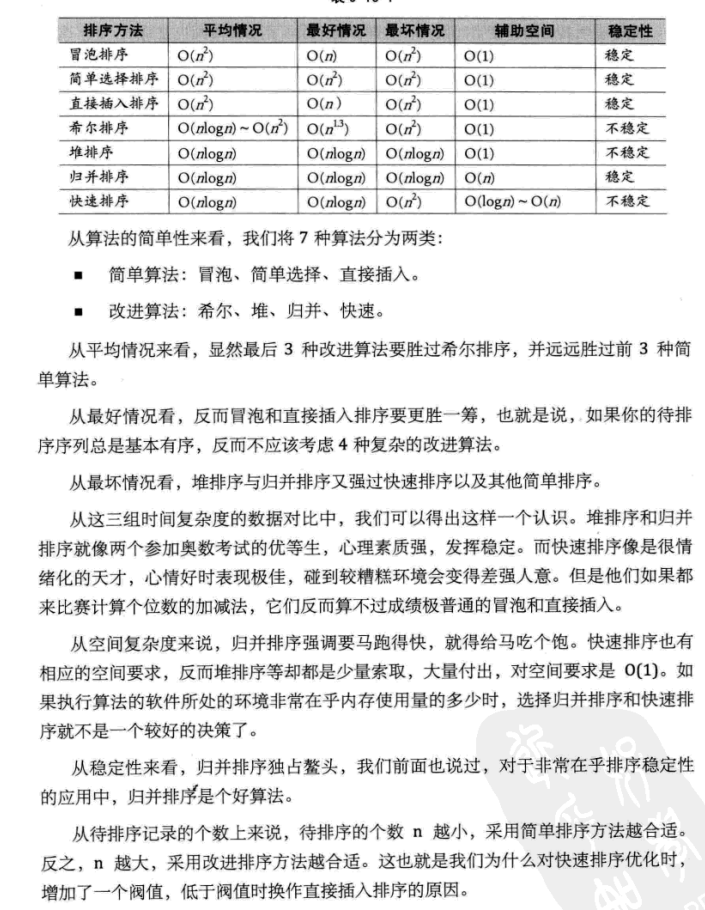 排序方法 平均情况 最好情况 最坏情况 辅助空间 稳定性
冒泡排序 O(n²) O(n) O(n²) O(1) 稳定
简单选择排序 O(n²) O(n²) O(n²) O(1) 稳定
直接插入排序 O(n²) O(n) O(n²) O(1) 稳定
希尔排序 O(nlogn) ~ O(n²) O(n¹·³) O(n²) O(1) 不稳定
堆排序 O(nlogn) O(nlogn) O(nlogn) O(1) 不稳定
归并排序 O(nlogn) O(nlogn) O(nlogn) O(n) 稳定
快速排序 O(nlogn) O(nlogn) O(n²) O(logn) ~ O(n) 不稳定
从算法的简单性来看，我们将 7 种算法分为两类：
■ 简单算法：冒泡、简单选择、直接插入。
■ 改进算法：希尔、堆、归并、快速。
从平均情况来看，显然最后 3 种改进算法要胜过希尔排序，并远远胜过前 3 种简
单算法。
从最好情况看，反而冒泡和直接插入排序要更胜一筹，也就是说，如果你的待排
序序列总是基本有序，反而不应该考虑 4 种复杂的改进算法。
从最坏情况看，堆排序与归并排序又强过快速排序以及其他简单排序。
从这三组时间复杂度的数据对比中，我们可以得出这样一个认识。堆排序和归并
排序就像两个参加奥数考试的优等生，心理素质强，发挥稳定。而快速排序像是很情
绪化的天才，心情好时表现极佳，碰到较糟糕环境会变得差强人意。但是他们如果都
来比赛计算个位数的加减法，它们反而算不过成绩极普通的冒泡和直接插入。
从空间复杂度来说，归并排序强调要马跑得快，就得给马吃个饱。快速排序也有
相应的空间要求，反而堆排序等却都是少量索取，大量付出，对空间要求是 O(1)。如
果执行算法的软件所处的环境非常在乎内存使用量的多少时，选择归并排序和快速排
序就不是一个较好的决策了。
从稳定性来看，归并排序独占鳌头，我们前面也说过，对于非常在乎排序稳定性
的应用中，归并排序是个好算法。
从待排序记录的个数上来说，待排序的个数 n 越小，采用简单排序方法越合适。
反之，n 越大，采用改进排序方法越合适。这也就是我们为什么对快速排序优化时，
增加了一个阀值，低于阀值时换作直接插入排序的原因。